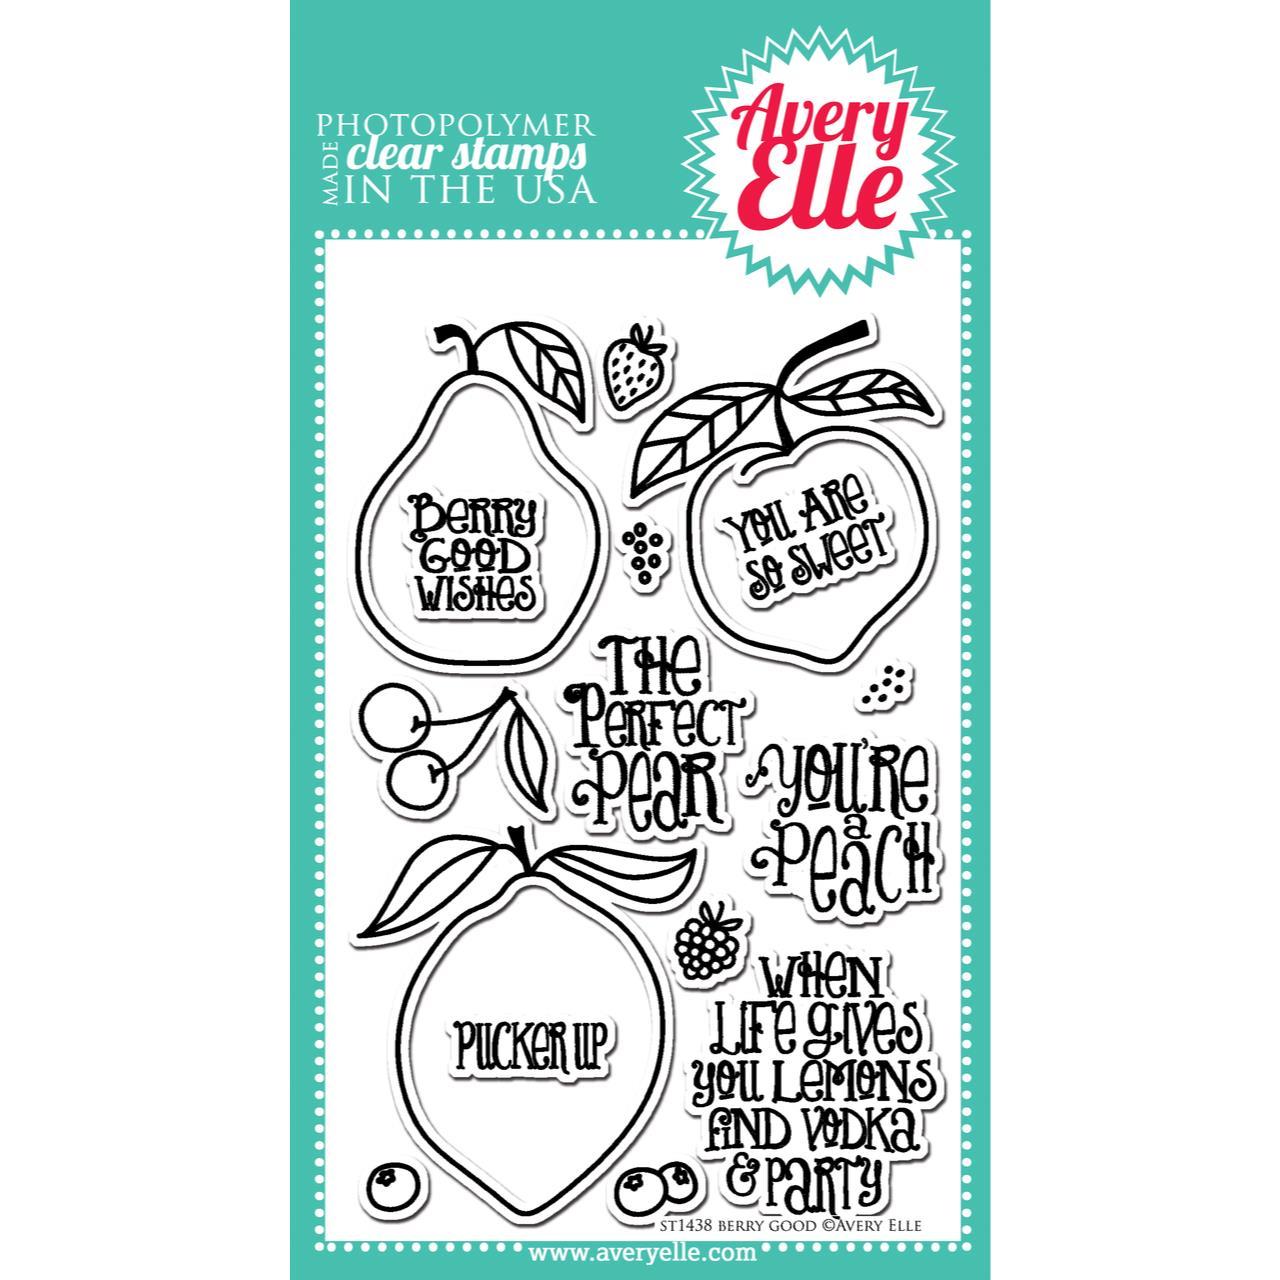 PHOTOPOLYMER
MADE clear stamps
IN THE USA
Avery
Elle
Berry
GOOD
WISHES
YOU ARE
SO SWEET
THE
PERFECT
PEAR
YOU'RE
a
PEACH
PUCKER UP
WHEN
LIFE GIVES
YOU LEMONS
FIND VODKA
& PARTY
ST1438 BERRY GOOD ©AVERY ELLE
www.averyelle.com